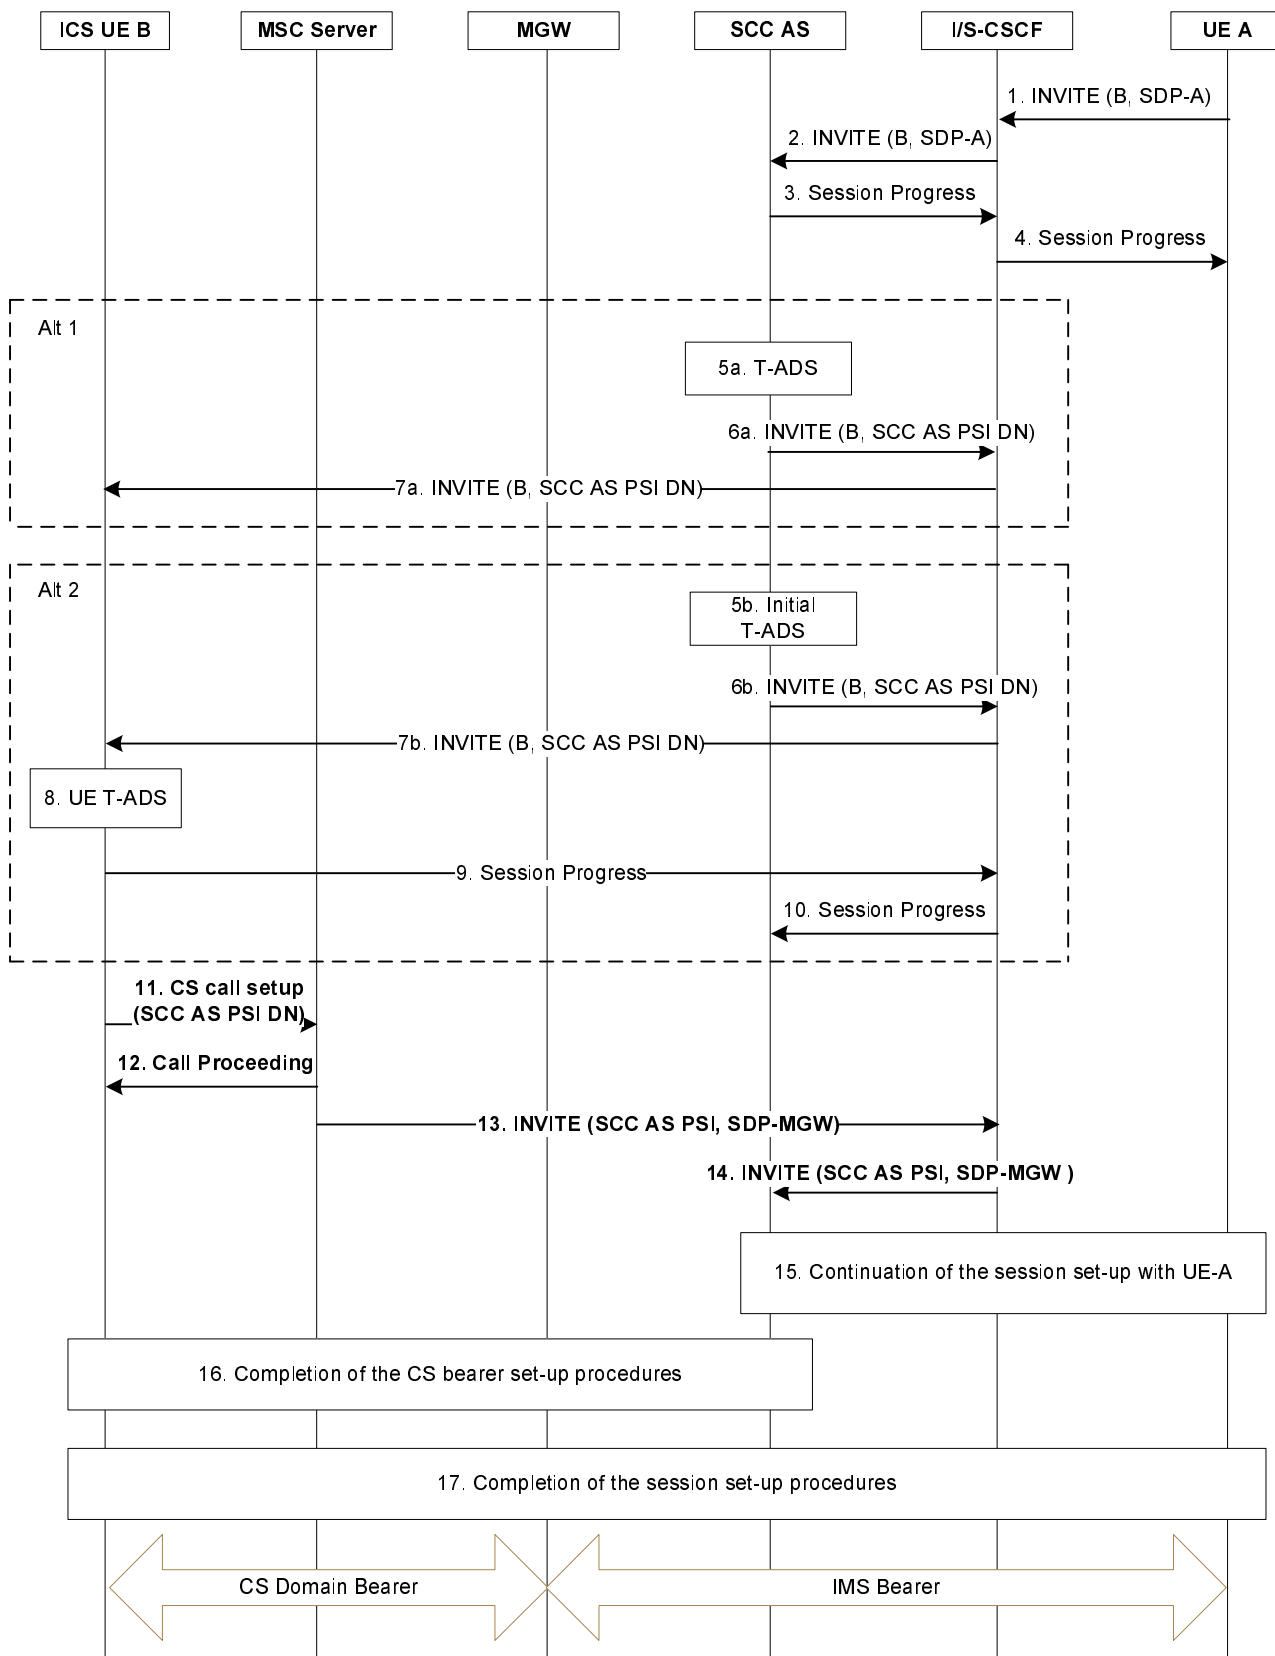 ICS UE B
MSC Server
MGW
SCC AS
I/S-CSCF
UE A
1. INVITE (B, SDP-A)
2. INVITE (B, SDP-A)
3. Session Progress
4. Session Progress
Alt 1
5a. T-ADS
6a. INVITE (B, SCC AS PSI DN)
7a. INVITE (B, SCC AS PSI DN)
Alt 2
5b. Initial
T-ADS
6b. INVITE (B, SCC AS PSI DN)
7b. INVITE (B, SCC AS PSI DN)
8. UE T-ADS
9. Session Progress
10. Session Progress
11. CS call setup
(SCC AS PSI DN)
12. Call Proceeding
13. INVITE (SCC AS PSI, SDP-MGW)
14. INVITE (SCC AS PSI, SDP-MGW )
15. Continuation of the session set-up with UE-A
16. Completion of the CS bearer set-up procedures
17. Completion of the session set-up procedures
CS Domain Bearer
IMS Bearer